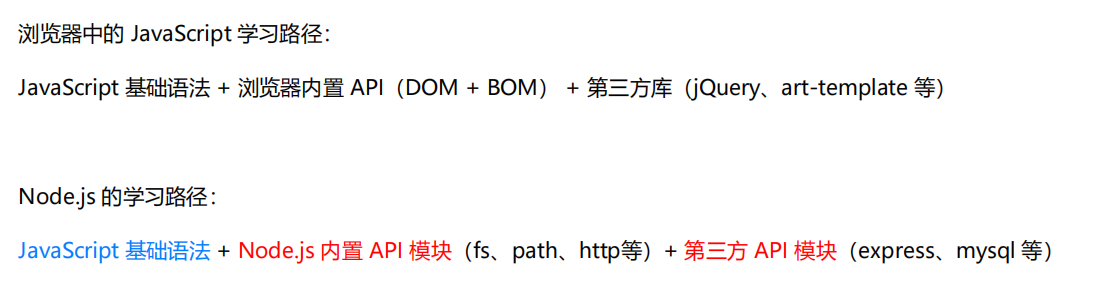 浏览器中的 JavaScript 学习路径：
JavaScript 基础语法 + 浏览器内置 API（DOM + BOM） + 第三方库（jQuery、art-template 等）
Node.js 的学习路径：
JavaScript 基础语法 + Node.js 内置 API 模块（fs、path、http等）+ 第三方 API 模块（express、mysql 等）